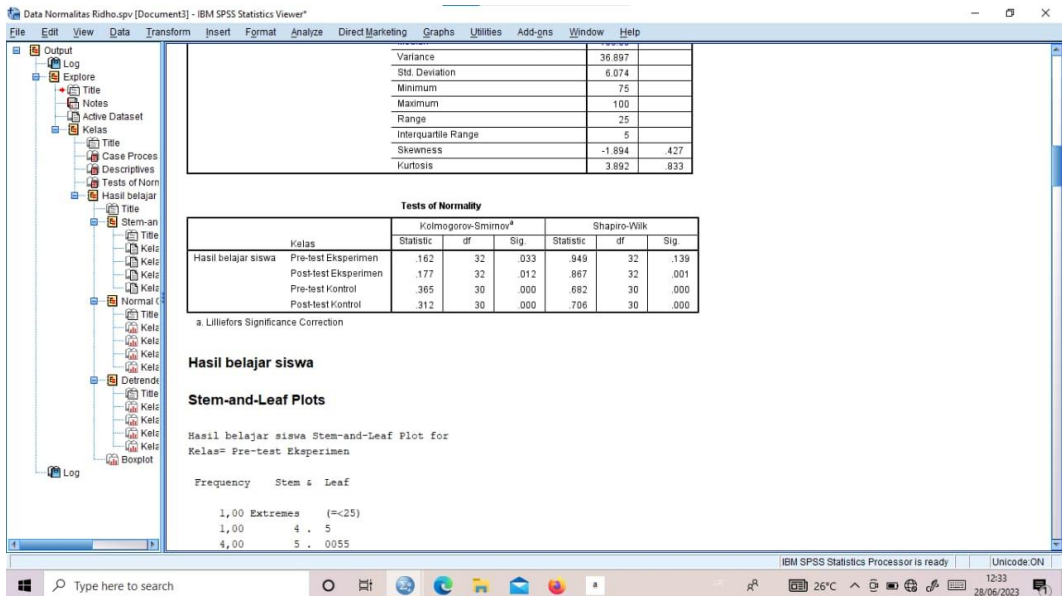 Data Normalitas Ridho.spv [Document3] - IBM SPSS Statistics Viewer*
File Edit View Data Transform Insert Format Analyze Direct Marketing Graphs Utilities Add-ons Window Help
Output
Log
Explore
Title
Notes
Active Dataset
Kelas
Title
Case Proces
Descriptives
Tests of Norn
Hasil belajar
Title
Stem-an
Title
Kela
Kela
Kela
Kela
Normal
Title
Kela
Kela
Kela
Kela
Detrende
Title
Kela
Kela
Kela
Kela
Boxplot
Log
Variance 36.897
Std. Deviation 6.074
Minimum 75
Maximum 100
Range 25
Interquartile Range 5
Skewness -1.894 .427
Kurtosis 3.892 .833
Tests of Normality
Kolmogorov-Smirnov^a Shapiro-Wilk
Kelas Statistic df Sig. Statistic df Sig.
Hasil belajar siswa Pre-test Eksperimen .162 32 .033 .949 32 .139
Post-test Eksperimen .177 32 .012 .867 32 .001
Pre-test Kontrol .365 30 .000 .682 30 .000
Post-test Kontrol .312 30 .000 .706 30 .000
a. Lilliefors Significance Correction
Hasil belajar siswa
Stem-and-Leaf Plots
Hasil belajar siswa Stem-and-Leaf Plot for
Kelas= Pre-test Eksperimen
Frequency Stem & Leaf
1,00 Extremes (=<25)
1,00 4 . 5
4,00 5 . 0055
IBM SPSS Statistics Processor is ready Unicode:ON
Type here to search
a
26°C
12:33
28/06/2023